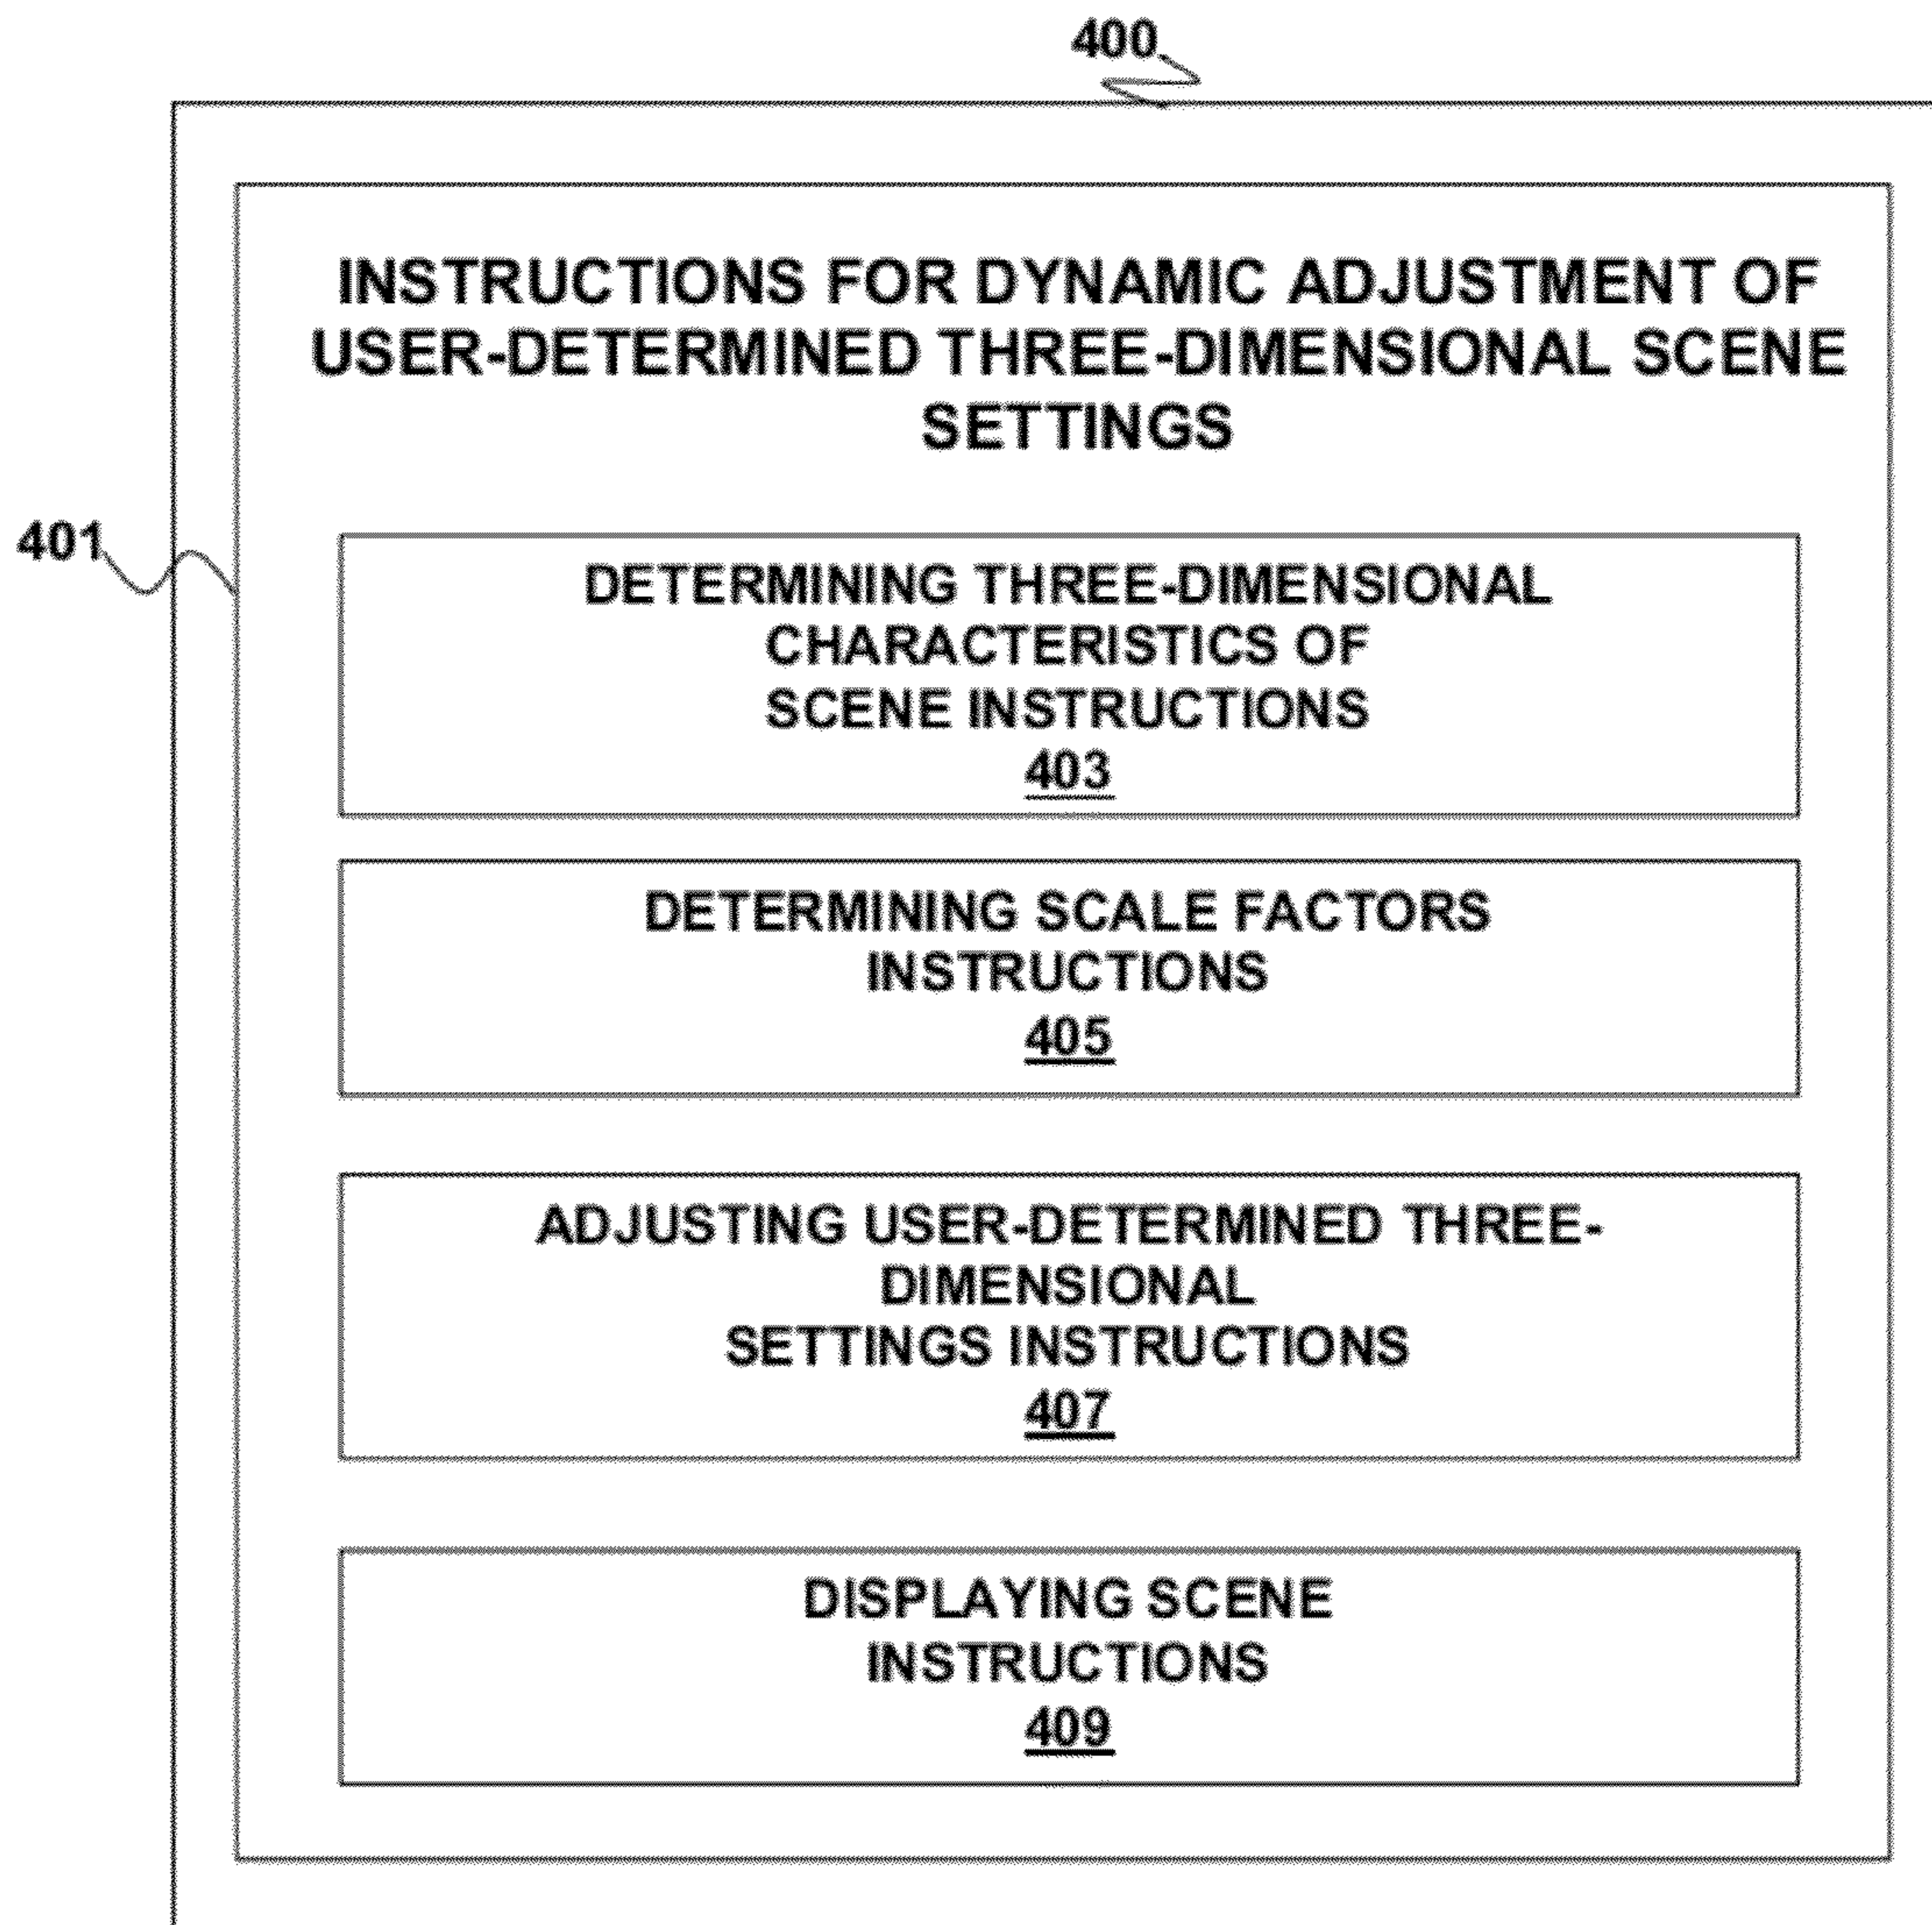 400
INSTRUCTIONS FOR DYNAMIC ADJUSTMENT OF
USER-DETERMINED THREE-DIMENSIONAL SCENE
SETTINGS
401
DETERMINING THREE-DIMENSIONAL
CHARACTERISTICS OF
SCENE INSTRUCTIONS
403
DETERMINING SCALE FACTORS
INSTRUCTIONS
405
ADJUSTING USER-DETERMINED THREE-
DIMENSIONAL
SETTINGS INSTRUCTIONS
407
DISPLAYING SCENE
INSTRUCTIONS
409